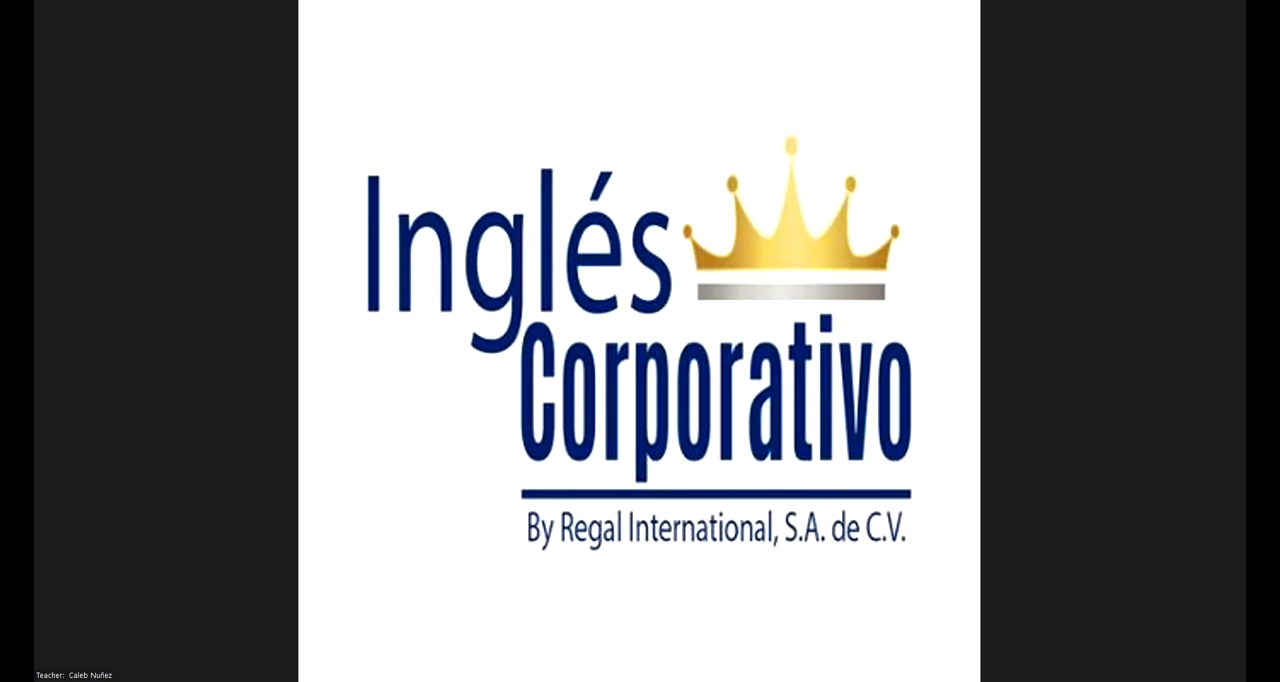 Inglés
Corporativo
By Regal International, S.A. de C.V.
Teacher: Caleb Nuñez